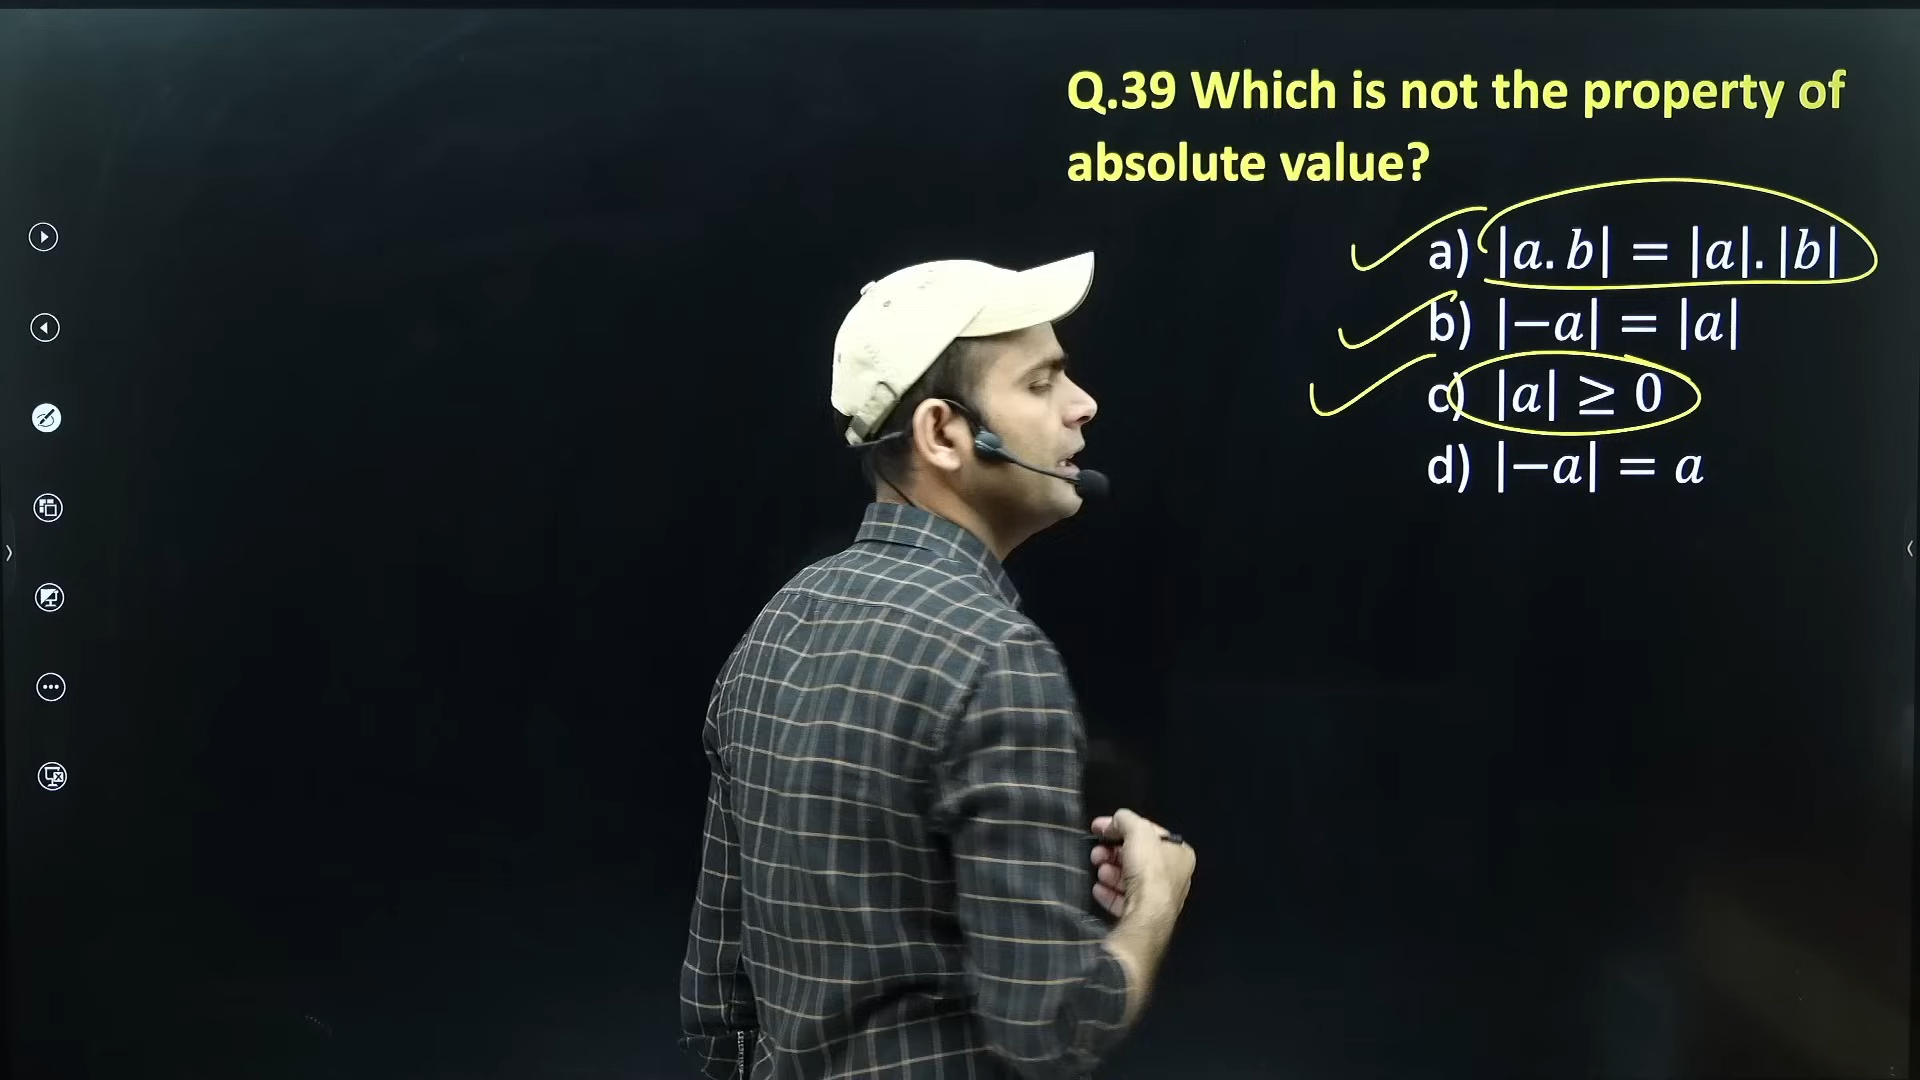 Q.39 Which is not the property of
absolute value?
a) |a. b| = |a|. |b|
b) |−a| = |a|
c) |a| ≥ 0
d) |−a| = a